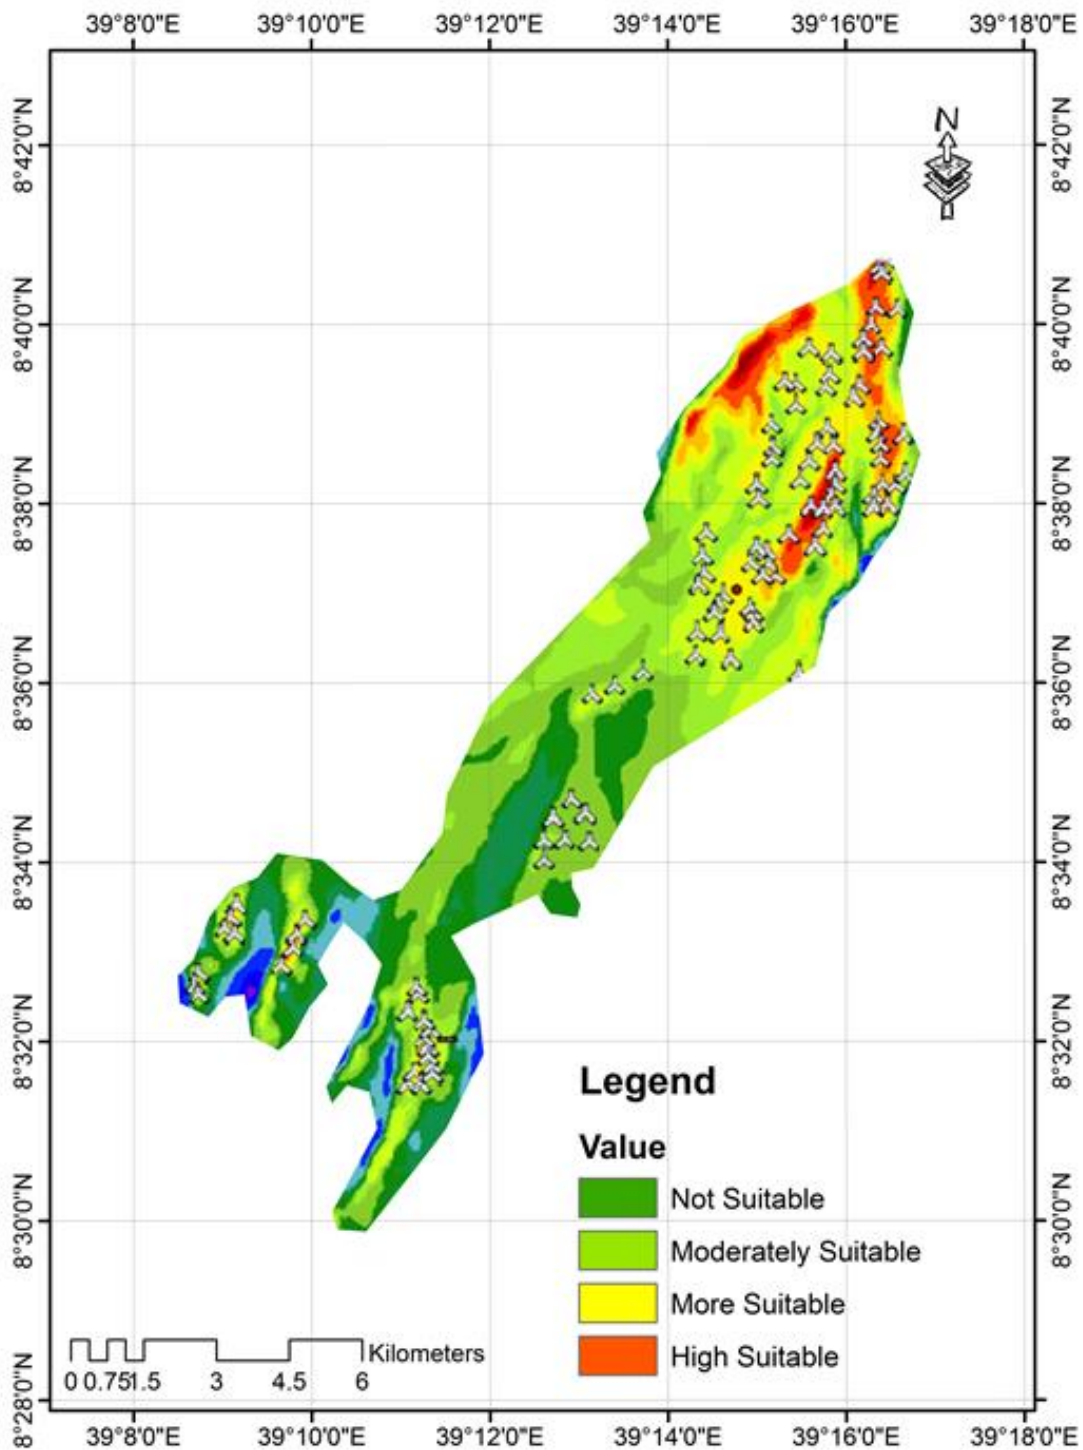 39°8'0"E 39°10'0"E 39°12'0"E 39°14'0"E 39°16'0"E 39°18'0"E
N
8°42'0"N 8°42'0"N
8°40'0"N 8°40'0"N
8°38'0"N 8°38'0"N
8°36'0"N 8°36'0"N
8°34'0"N 8°34'0"N
8°32'0"N 8°32'0"N
Legend
Value
Not Suitable
8°30'0"N 8°30'0"N
Moderately Suitable
More Suitable
High Suitable
Kilometers
0 0.75 1.5 3 4.5 6
8°28'0"N
39°8'0"E 39°10'0"E 39°12'0"E 39°14'0"E 39°16'0"E 39°18'0"E